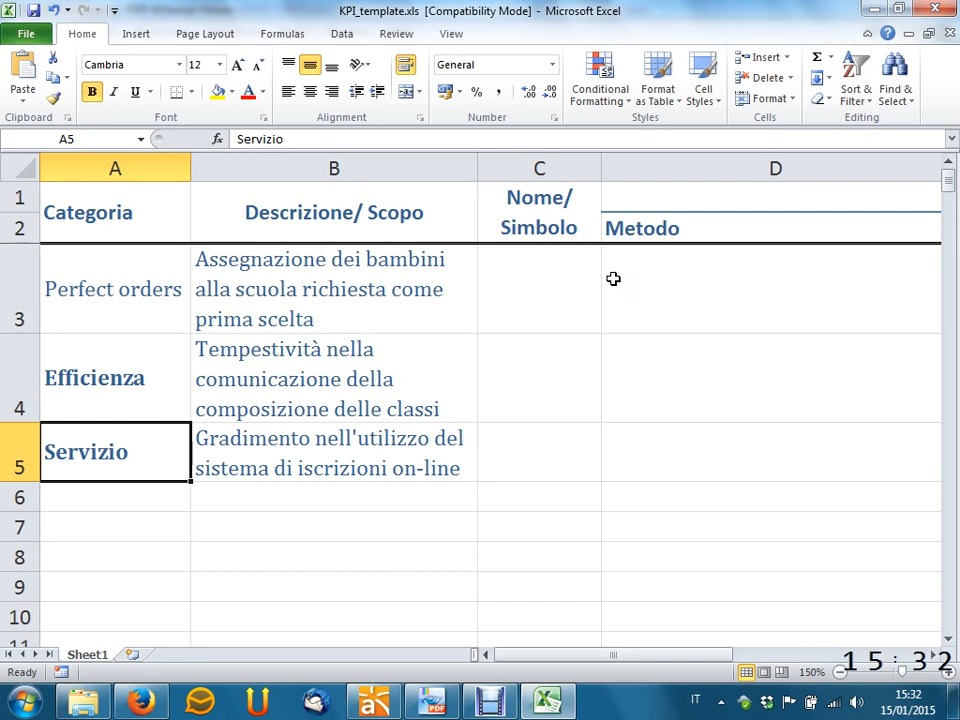 KPI_template.xls [Compatibility Mode] - Microsoft Excel
File Home Insert Page Layout Formulas Data Review View
Paste
Cambria 12
B I U A
General
% ,
Conditional Formatting
Format as Table
Cell Styles
Insert
Delete
Format
Σ
Sort & Filter
Find & Select
Clipboard Font Alignment Number Styles Cells Editing
A5 fx Servizio
A B C D
1 Categoria Descrizione/ Scopo Nome/
2 Simbolo Metodo
3 Perfect orders
Assegnazione dei bambini
alla scuola richiesta come
prima scelta
4 Efficienza
Tempestività nella
comunicazione della
composizione delle classi
5 Servizio
Gradimento nell'utilizzo del
sistema di iscrizioni on-line
6
7
8
9
10
11
Sheet1
Ready 150% 15:32
PDF
IT 15:32
15/01/2015